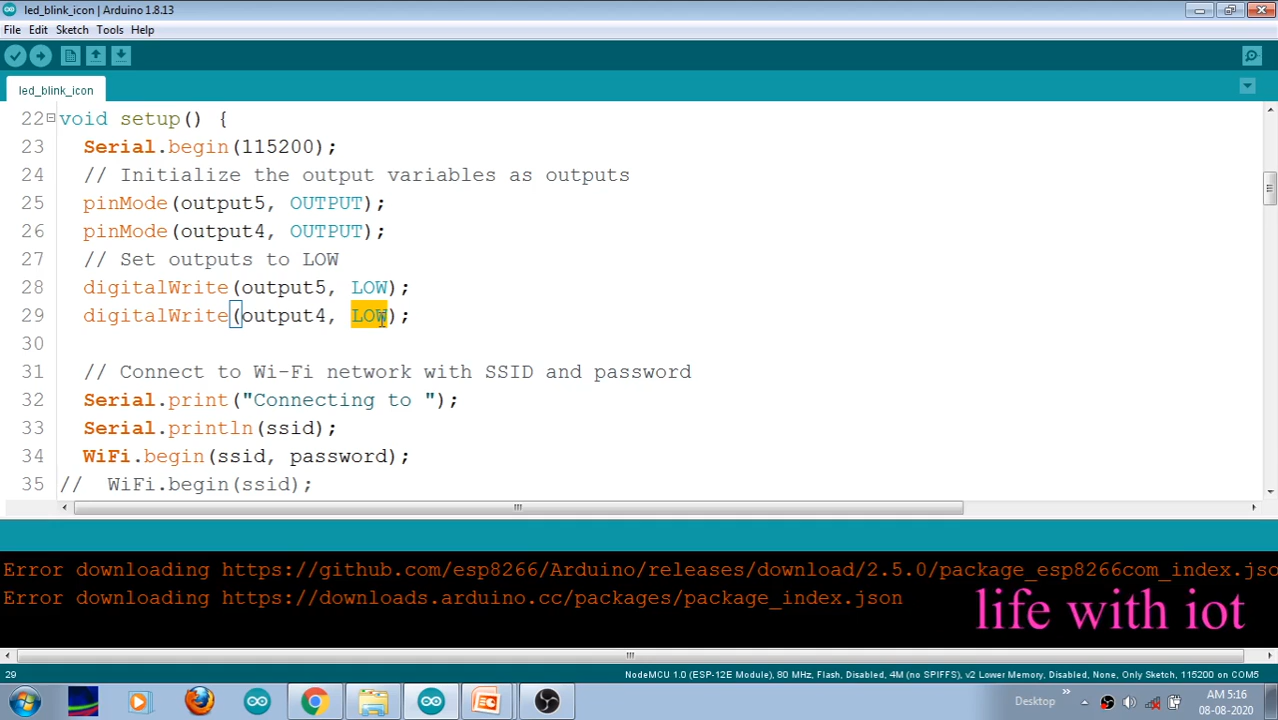 led_blink_icon | Arduino 1.8.13
File Edit Sketch Tools Help
led_blink_icon
22 void setup() {
23 Serial.begin(115200);
24 // Initialize the output variables as outputs
25 pinMode(output5, OUTPUT);
26 pinMode(output4, OUTPUT);
27 // Set outputs to LOW
28 digitalWrite(output5, LOW);
29 digitalWrite(output4, LOW);
30
31 // Connect to Wi-Fi network with SSID and password
32 Serial.print("Connecting to ");
33 Serial.println(ssid);
34 WiFi.begin(ssid, password);
35 //  WiFi.begin(ssid);
Error downloading https://github.com/esp8266/Arduino/releases/download/2.5.0/package_esp8266com_index.jso
Error downloading https://downloads.arduino.cc/packages/package_index.json
life with iot
29
NodeMCU 1.0 (ESP-12E Module), 80 MHz, Flash, Disabled, 4M (no SPIFFS), v2 Lower Memory, Disabled, None, Only Sketch, 115200 on COM5
Desktop
AM 5:16
08-08-2020